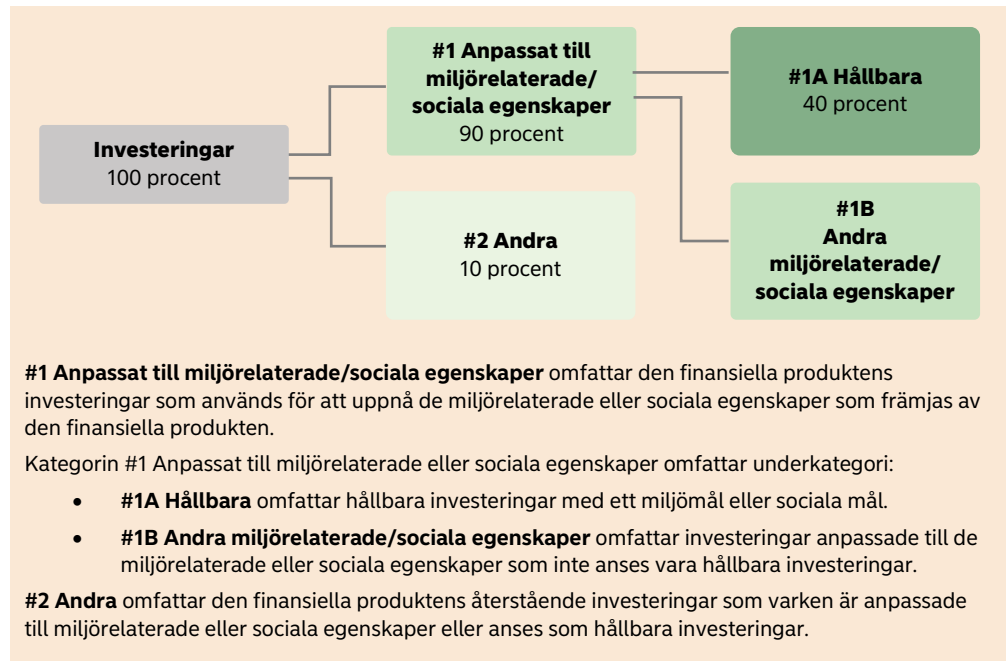 #1 Anpassat till
miljörelaterade/
sociala egenskaper
90 procent
#1A Hållbara
40 procent
Investeringar
100 procent
#2 Andra
10 procent
#1B
Andra
miljörelaterade/
sociala egenskaper
#1 Anpassat till miljörelaterade/sociala egenskaper omfattar den finansiella produktens
investeringar som används för att uppnå de miljörelaterade eller sociala egenskaper som främjas av
den finansiella produkten.
Kategorin #1 Anpassat till miljörelaterade eller sociala egenskaper omfattar underkategori:
• #1A Hållbara omfattar hållbara investeringar med ett miljömål eller sociala mål.
• #1B Andra miljörelaterade/sociala egenskaper omfattar investeringar anpassade till de
miljörelaterade eller sociala egenskaper som inte anses vara hållbara investeringar.
#2 Andra omfattar den finansiella produktens återstående investeringar som varken är anpassade
till miljörelaterade eller sociala egenskaper eller anses som hållbara investeringar.